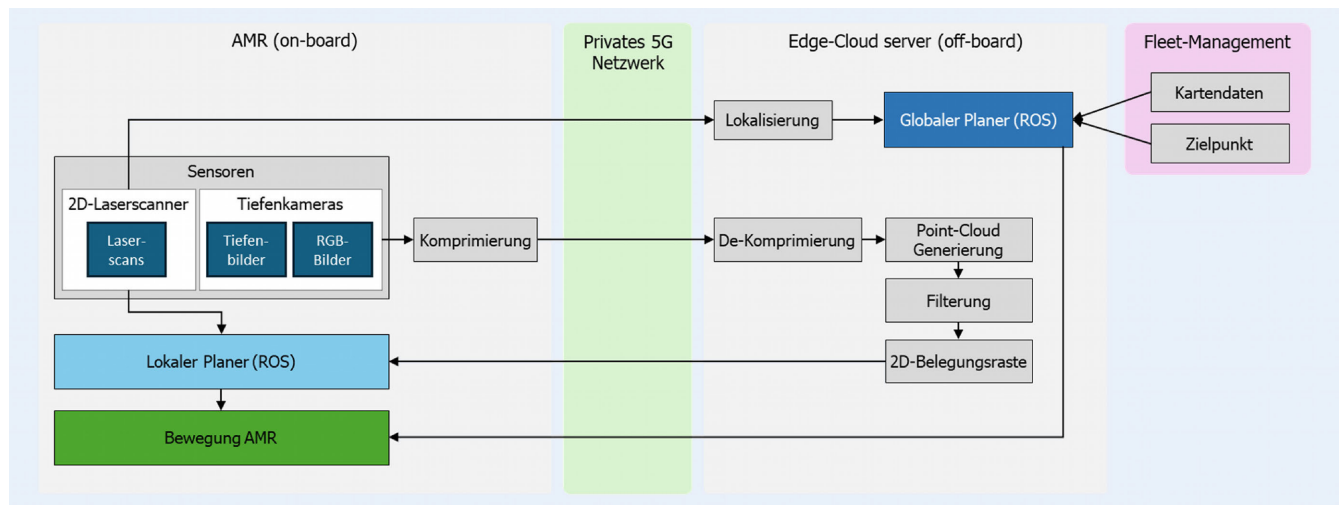 AMR (on-board)
Privates 5G
Netzwerk
Edge-Cloud server (off-board)
Fleet-Management
Kartendaten
Zielpunkt
Lokalisierung
Globaler Planer (ROS)
Sensoren
2D-Laserscanner
Laser-
scans
Tiefenkameras
Tiefen-
bilder
RGB-
Bilder
Komprimierung
De-Komprimierung
Point-Cloud
Generierung
Filterung
2D-Belegungsraste
Lokaler Planer (ROS)
Bewegung AMR